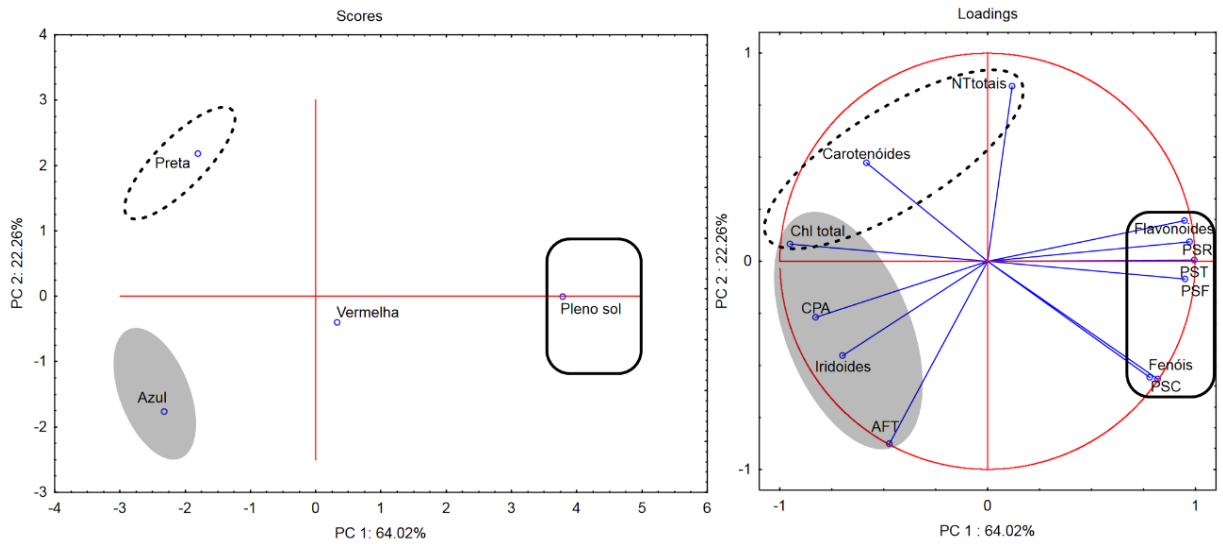 Scores
4
3
2
1
0
-1
-2
-3
PC 2: 22.26%
Preta
Vermelha
Pleno sol
Azul
-4 -3 -2 -1 0 1 2 3 4 5 6
PC 1: 64.02%
Loadings
1
0
-1
PC 2 : 22.26%
NTtotais
Carotenóides
Chl total
Flavonoides
PSR
PST
PSF
CPA
Iridoides
Fenóis
PSC
AFT
-1 0 1
PC 1 : 64.02%